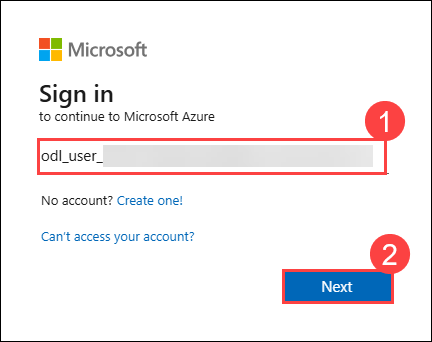 Microsoft
Sign in
to continue to Microsoft Azure
1
odl_user_
No account? Create one!
Can't access your account?
2
Next